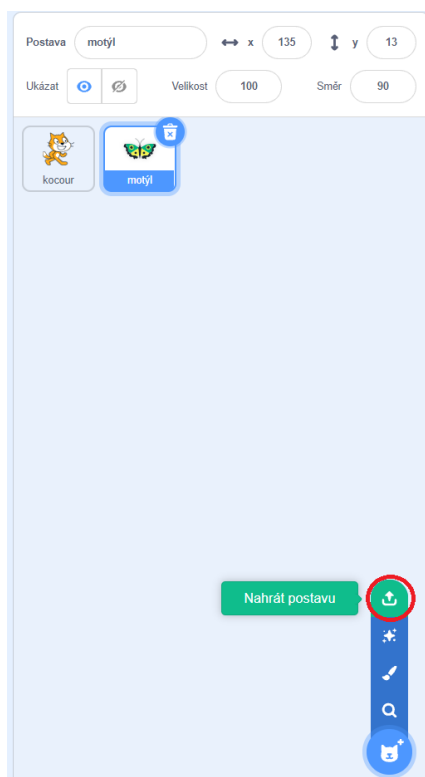 Postava motýl x 135 y 13
Ukázat Velikost 100 Směr 90
kocour motýl
Nahrát postavu